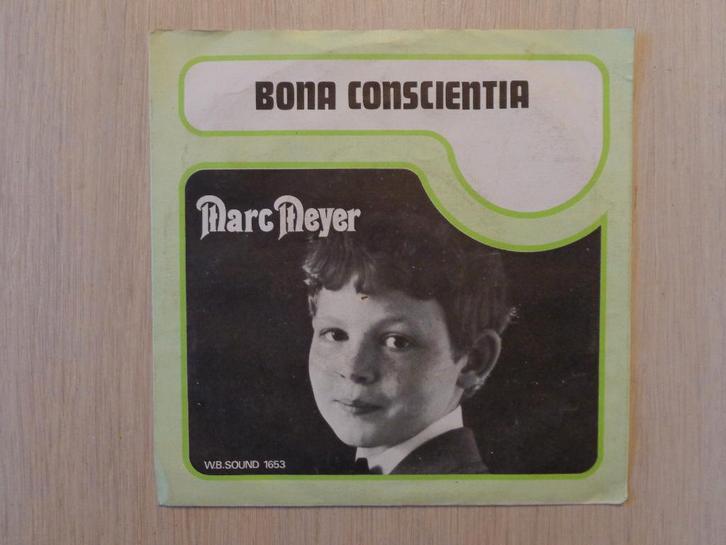 BONA CONSCIENTIA
Marc Meyer
W.B. SOUND 1653